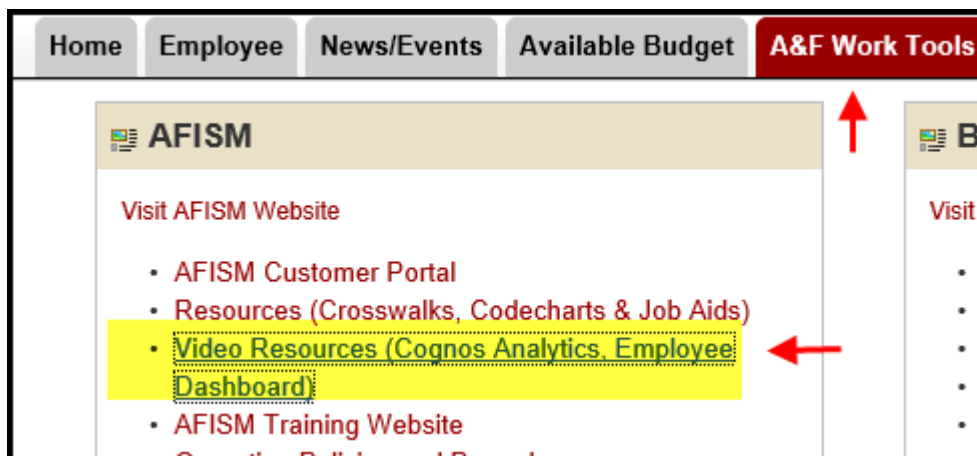 Home Employee News/Events Available Budget A&F Work Tools
AFISM
Visit AFISM Website
• AFISM Customer Portal
• Resources (Crosswalks, Codecharts & Job Aids)
• Video Resources (Cognos Analytics, Employee
Dashboard)
• AFISM Training Website
B
Visit